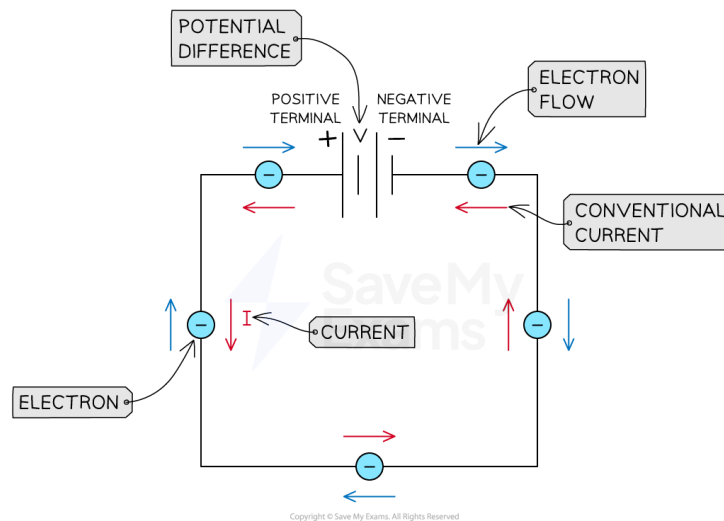 POTENTIAL
DIFFERENCE
POSITIVE
TERMINAL
NEGATIVE
TERMINAL
ELECTRON
FLOW
+
V
−
−
−
CONVENTIONAL
CURRENT
SaveMy
Exams
−
I
CURRENT
−
ELECTRON
−
Copyright © Save My Exams. All Rights Reserved